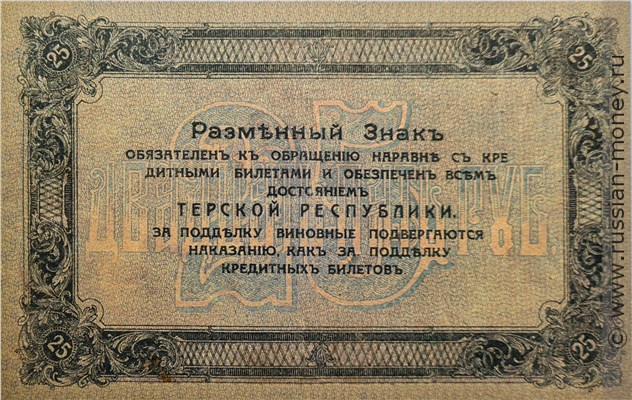 25 25
Размѣнный Знакъ
ОБЯЗАТЕЛЕНЪ КЪ ОБРАЩЕНІЮ НАРАВНѢ СЪ КРЕ
ДИТНЫМИ БИЛЕТАМИ И ОБЕЗПЕЧЕНЪ ВСѢМЪ
ДОСТОЯНІЕМЪ
ТЕРСКОЙ РЕСПУБЛИКИ.
ЗА ПОДДѢЛКУ ВИНОВНЫЕ ПОДВЕРГАЮТСЯ
НАКАЗАНІЮ, КАКЪ ЗА ПОДДѢЛКУ
КРЕДИТНЫХЪ БИЛЕТОВЪ
25
25 25
© www.russian-money.ru